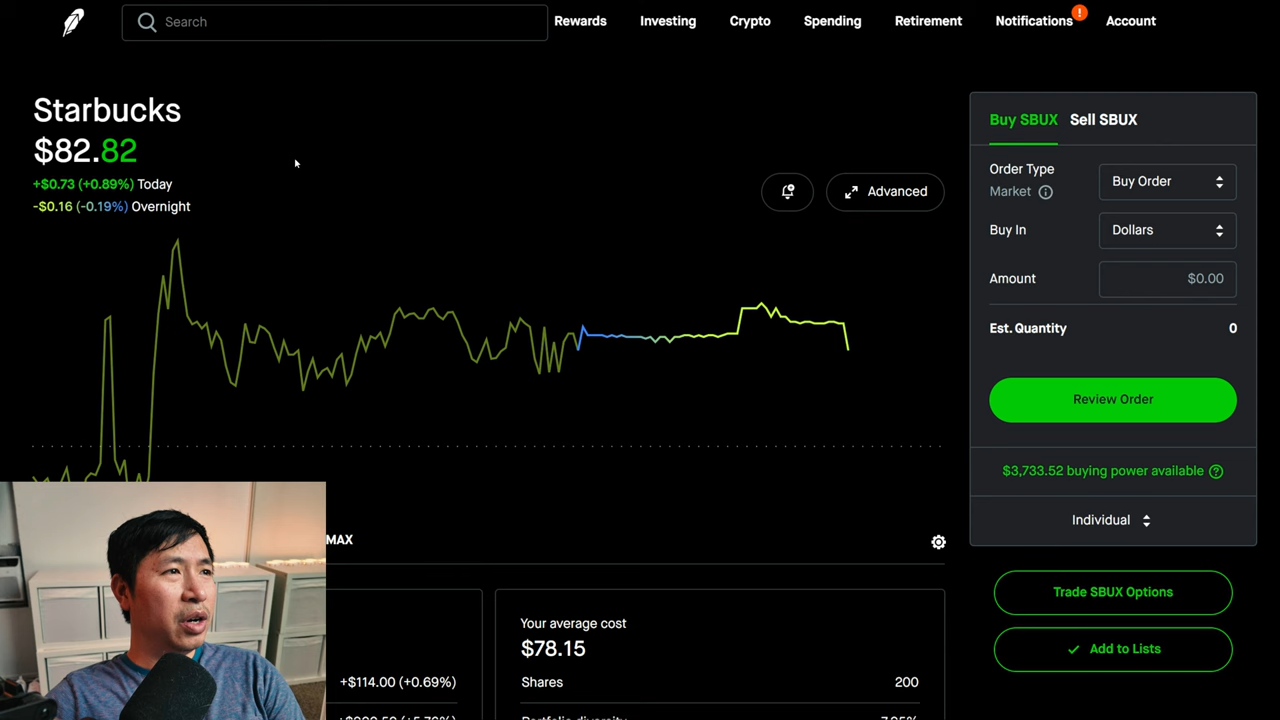 Search
Rewards
Investing
Crypto
Spending
Retirement
Notifications
!
Account
Starbucks
$82.82
+$0.73 (+0.89%) Today
-$0.16 (-0.19%) Overnight
Advanced
MAX
+$114.00 (+0.69%)
Your average cost
$78.15
Shares 200
Buy SBUX Sell SBUX
Order Type
Market
Buy Order
Buy In Dollars
Amount $0.00
Est. Quantity 0
Review Order
$3,733.52 buying power available
Individual
Trade SBUX Options
Add to Lists